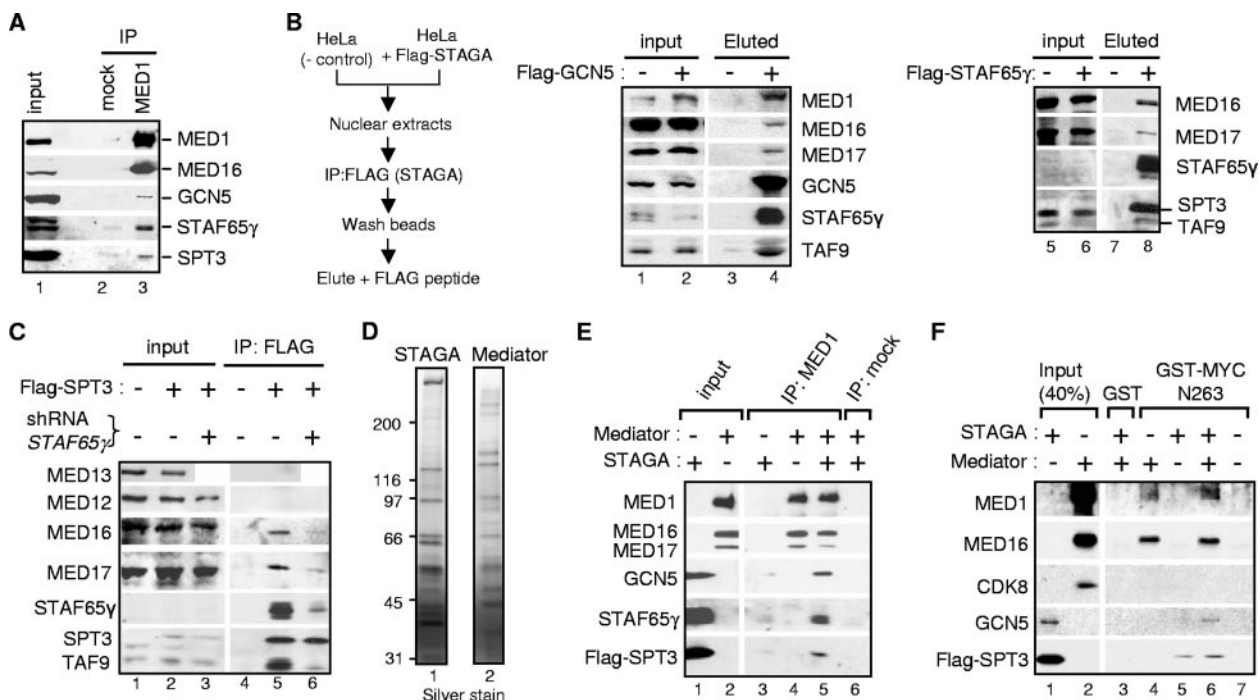 A
IP
input
mock
MED1
MED1
MED16
GCN5
STAF65γ
SPT3
1 2 3
B
HeLa (- control) + HeLa Flag-STAGA
Nuclear extracts
IP:FLAG (STAGA)
Wash beads
Elute + FLAG peptide
input Eluted
Flag-GCN5 : - + - +
MED1
MED16
MED17
GCN5
STAF65γ
TAF9
1 2 3 4
input Eluted
Flag-STAF65γ : - + - +
MED16
MED17
STAF65γ
SPT3
TAF9
5 6 7 8
C
input IP: FLAG
Flag-SPT3 : - + + - + +
shRNA
STAF65γ } - - + - - +
MED13
MED12
MED16
MED17
STAF65γ
SPT3
TAF9
1 2 3 4 5 6
D
STAGA Mediator
200
116
97
66
45
31
1 2
Silver stain
E
input
IP: MED1
IP: mock
Mediator : - + - + + +
STAGA : + - + - + +
MED1
MED16
MED17
GCN5
STAF65γ
Flag-SPT3
1 2 3 4 5 6
F
Input (40%)
GST
GST-MYC N263
STAGA : + - + - + + -
Mediator : - + + + - + -
MED1
MED16
CDK8
GCN5
Flag-SPT3
1 2 3 4 5 6 7